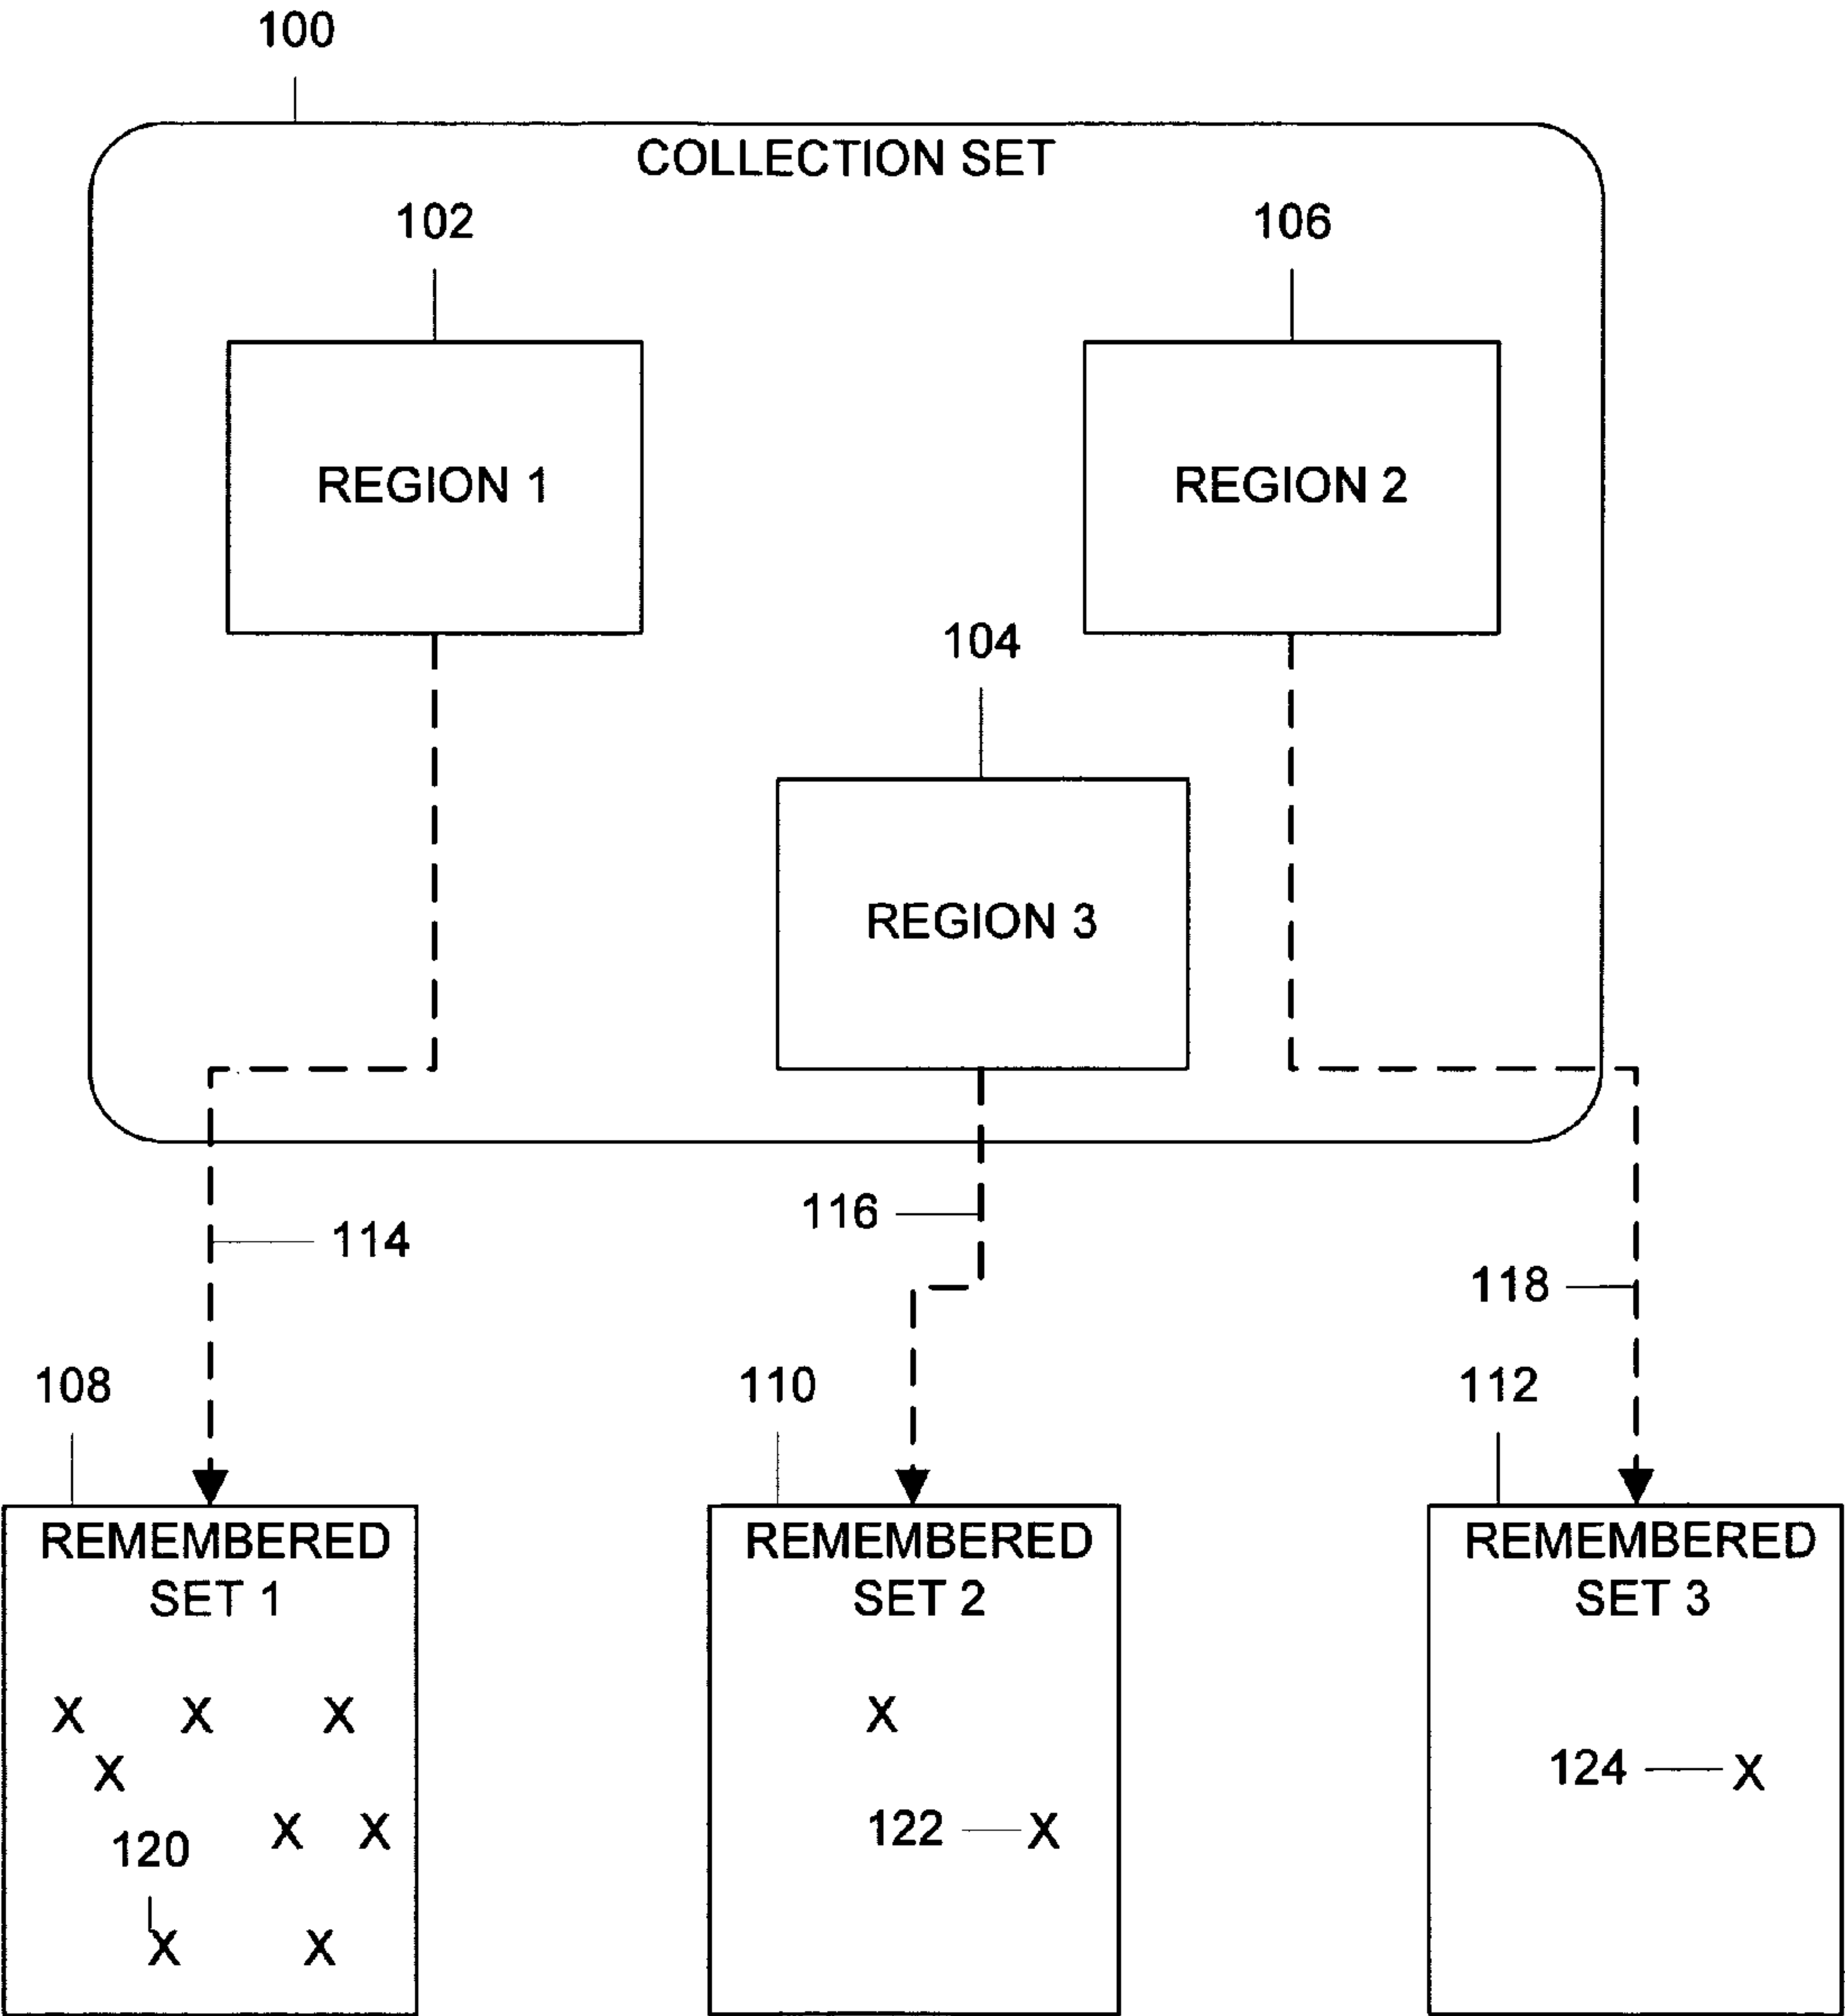 100
COLLECTION SET
102
106
REGION 1
REGION 2
104
REGION 3
116
114
118
108
110
112
REMEMBERED
SET 1
X X X
X
120
X X
X X
REMEMBERED
SET 2
X
122
X
REMEMBERED
SET 3
124
X